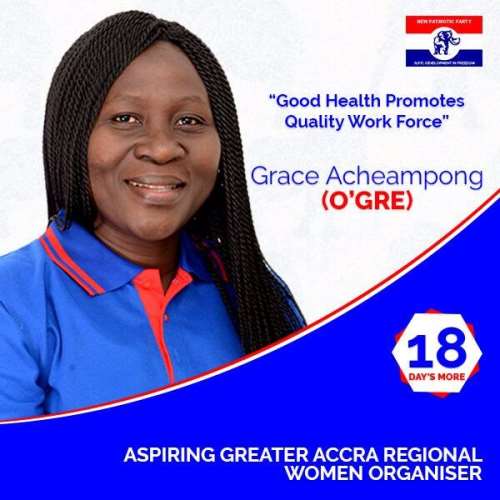 NEW PATRIOTIC PARTY
“Good Health Promotes
Quality Work Force”
Grace Acheampong
(O’GRE)
18
DAY'S MORE
ASPIRING GREATER ACCRA REGIONAL
WOMEN ORGANISER